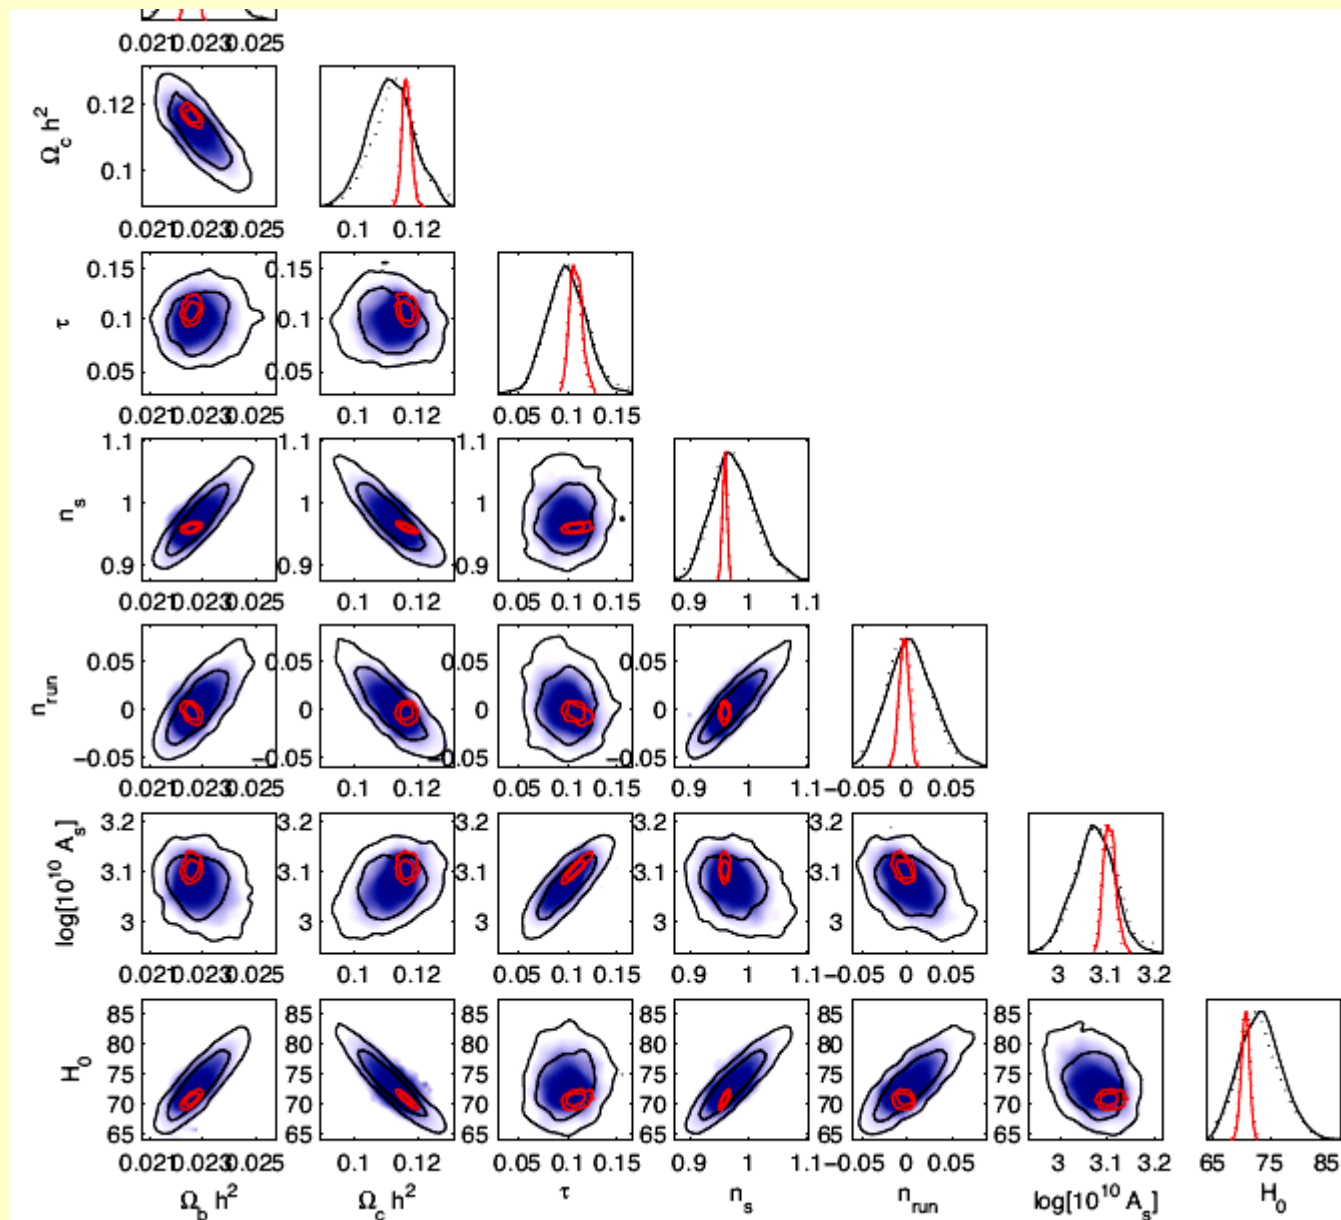 0.021 0.023 0.025
Ω_c h²
0.12
0.1
0.021 0.023 0.025 0.1 0.12
τ
0.15 0.15
0.1 0.1
0.05 0.05
0.021 0.023 0.025 0.1 0.12 0.05 0.1 0.15
n_s
1.1 1.1 1.1
1 1 1
0.9 0.9 0.9
0.021 0.023 0.025 0.1 0.12 0.05 0.1 0.15 0.9 1 1.1
n_run
0.05 0.05 0.05 0.05
0 0 0 0
−0.05 −0.05 −0.05 −0.05
0.021 0.023 0.025 0.1 0.12 0.05 0.1 0.15 0.9 1 1.1 −0.05 0 0.05
log[10¹⁰ A_s]
3.2 3.2 3.2 3.2 3.2
3.1 3.1 3.1 3.1 3.1
3 3 3 3 3
0.021 0.023 0.025 0.1 0.12 0.05 0.1 0.15 0.9 1 1.1 −0.05 0 0.05 3 3.1 3.2
H_0
85 85 85 85 85 85
80 80 80 80 80 80
75 75 75 75 75 75
70 70 70 70 70 70
65 65 65 65 65 65
0.021 0.023 0.025 0.1 0.12 0.05 0.1 0.15 0.9 1 1.1 −0.05 0 0.05 3 3.1 3.2 65 75 85
Ω_b h² Ω_c h² τ n_s n_run log[10¹⁰ A_s] H_0